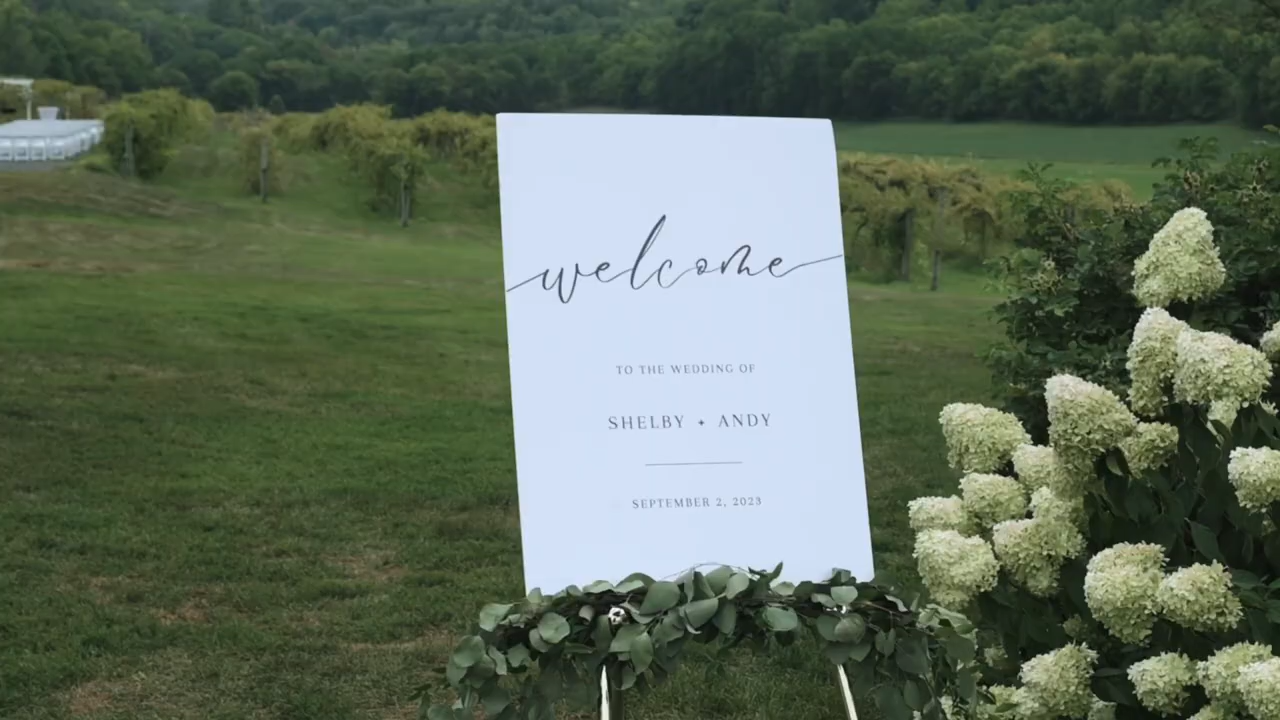 welcome
TO THE WEDDING OF
SHELBY + ANDY
SEPTEMBER 2, 2023